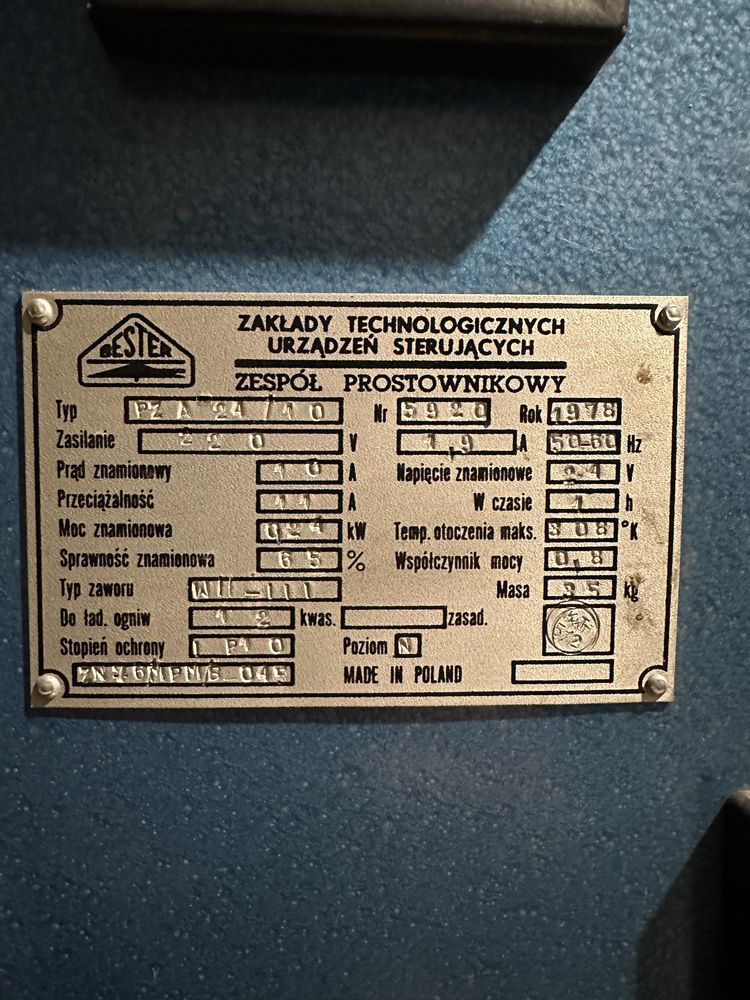 BESTER
ZAKŁADY TECHNOLOGICZNYCH
URZĄDZEŃ STERUJĄCYCH
ZESPÓŁ PROSTOWNIKOWY
Typ PZA 24/10 Nr 5920 Rok 1978
Zasilanie 220 V 1,9 A 50-60 Hz
Prąd znamionowy 10 A Napięcie znamionowe 24 V
Przeciążalność 11 A W czasie 1 h
Moc znamionowa 024 kW Temp. otoczenia maks. 308 °K
Sprawność znamionowa 65 % Współczynnik mocy 0,8
Typ zaworu Masa 35 kg
Do ład. ogniw 12 kwas. zasad.
Stopień ochrony IP10 Poziom N
MADE IN POLAND